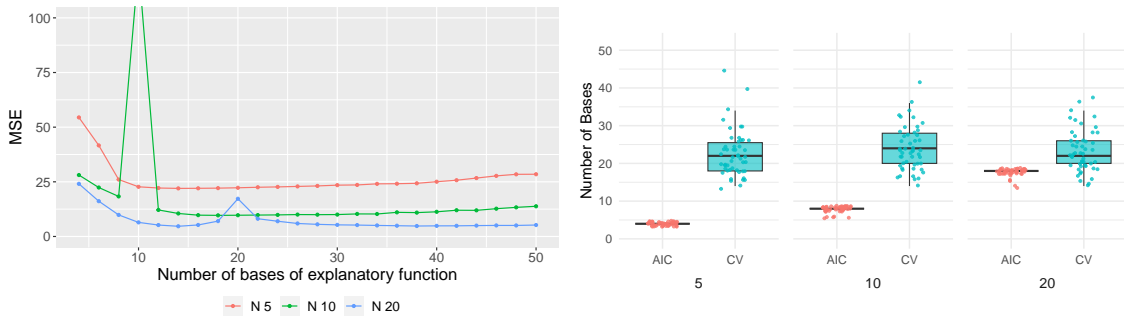 100
75
50
25
0
MSE
10
20
30
40
50
Number of bases of explanatory function
N 5
N 10
N 20
50
40
30
20
10
0
Number of Bases
AIC
CV
AIC
CV
AIC
CV
5
10
20